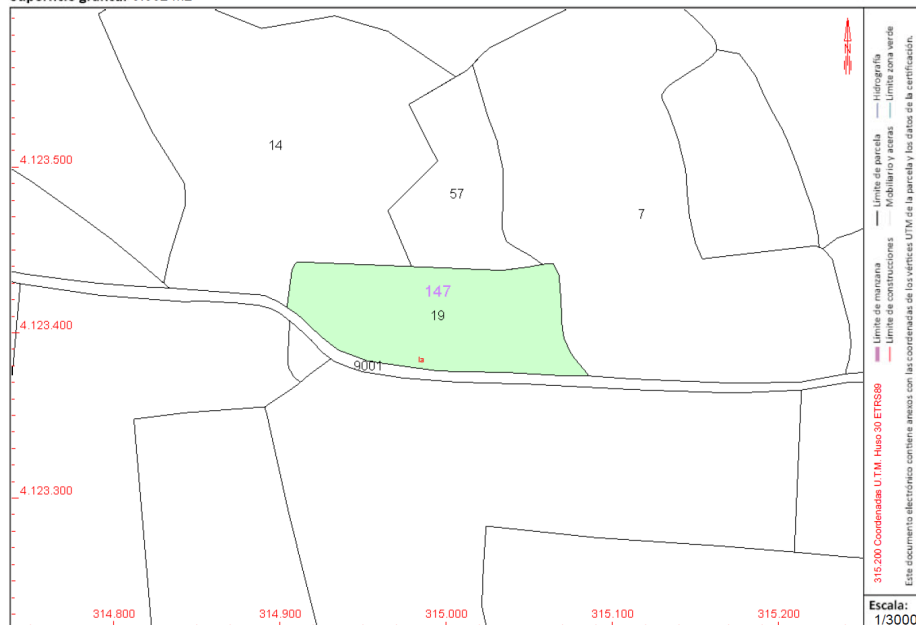 14
57
7
147
19
9001
la
N
4.123.500
4.123.400
4.123.300
314.800
314.900
315.000
315.100
315.200
315.200 Coordenadas U.T.M. Huso 30 ETRS89
Límite de manzana
Límite de parcela
Hidrografía
Límite de construcciones
Mobiliario y aceras
Límite zona verde
Este documento electrónico contiene anexos con las coordenadas de los vértices UTM de la parcela y los datos de la certificación.
Escala:
1/3000